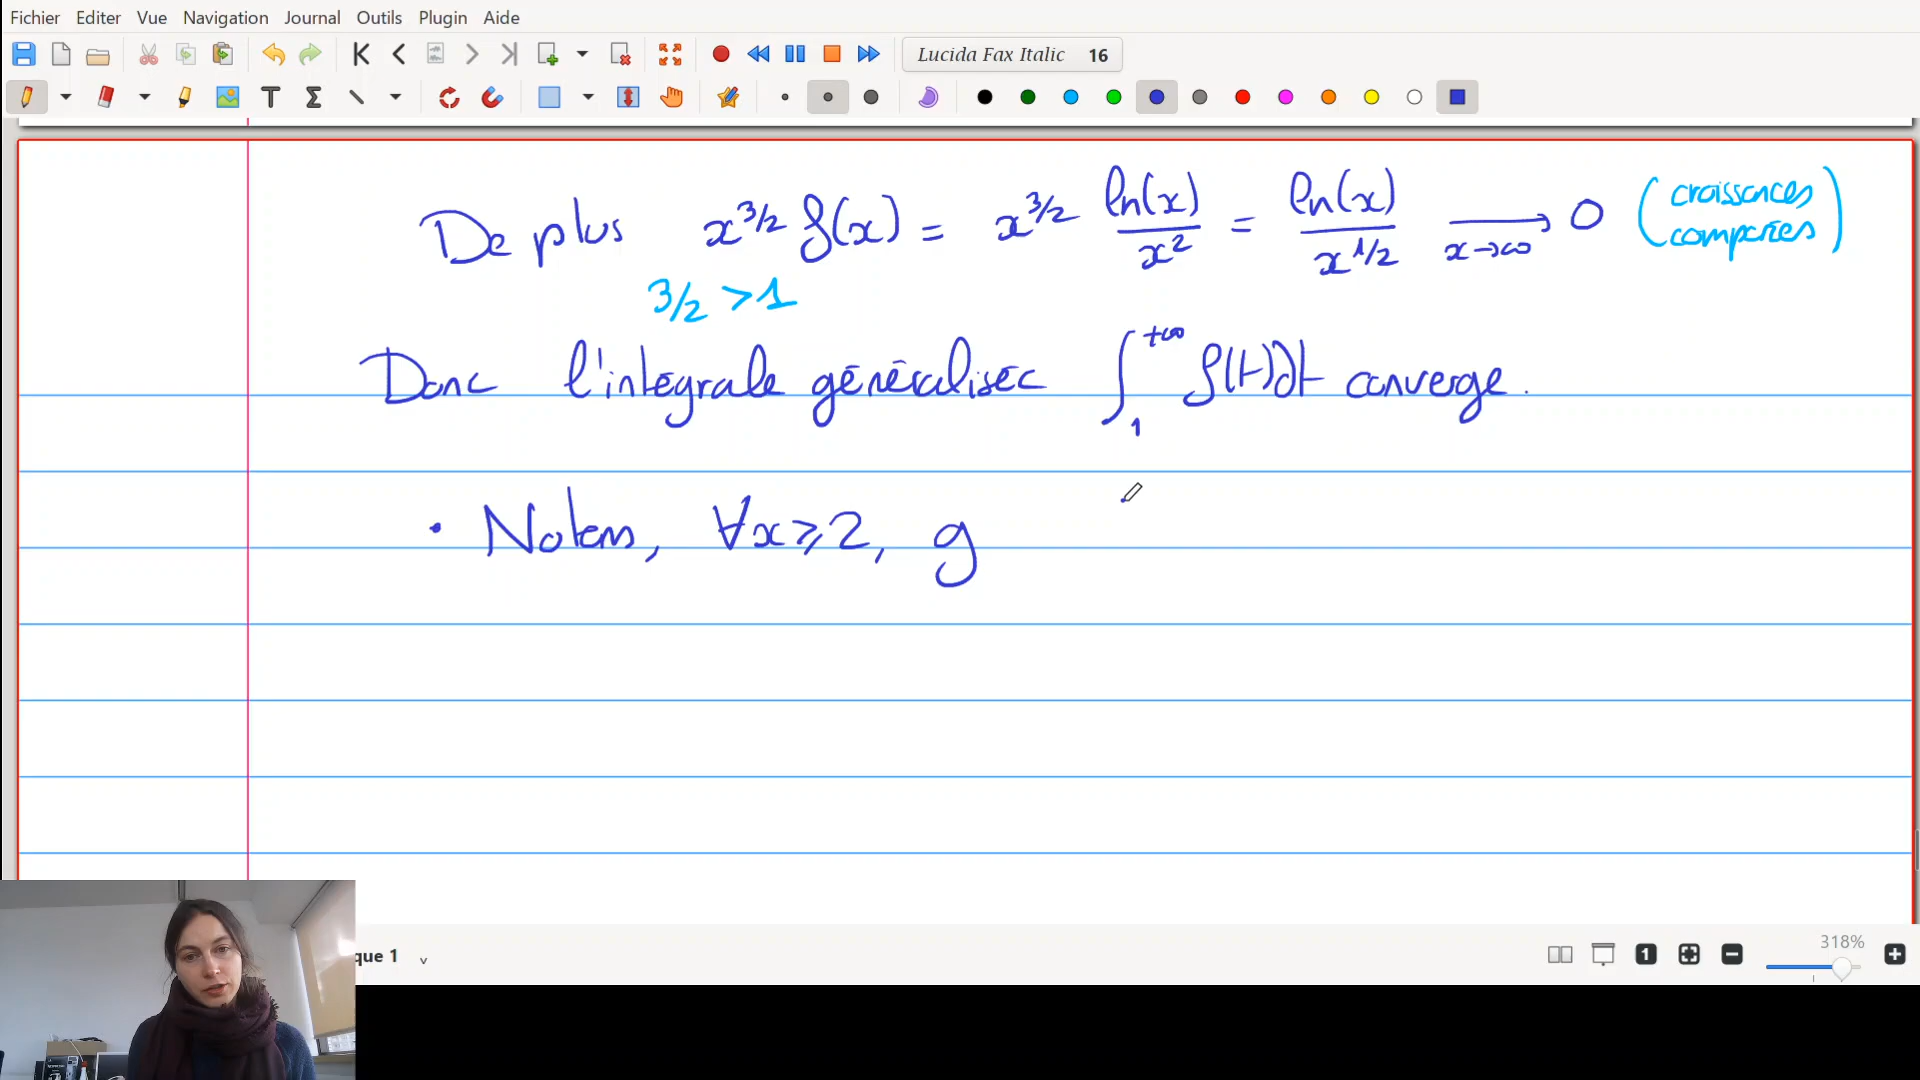 Fichier Editer Vue Navigation Journal Outils Plugin Aide
Lucida Fax Italic 16
De plus x^{3/2} f(x) = x^{3/2} ln(x)/x^2 = ln(x)/x^{1/2} ⟶_{x→∞} 0 (croissances comparées)
3/2 > 1
Donc l'intégrale généralisée ∫_1^{+∞} f(t)dt converge.
• Notons, ∀x⩾2, g
que 1
318%